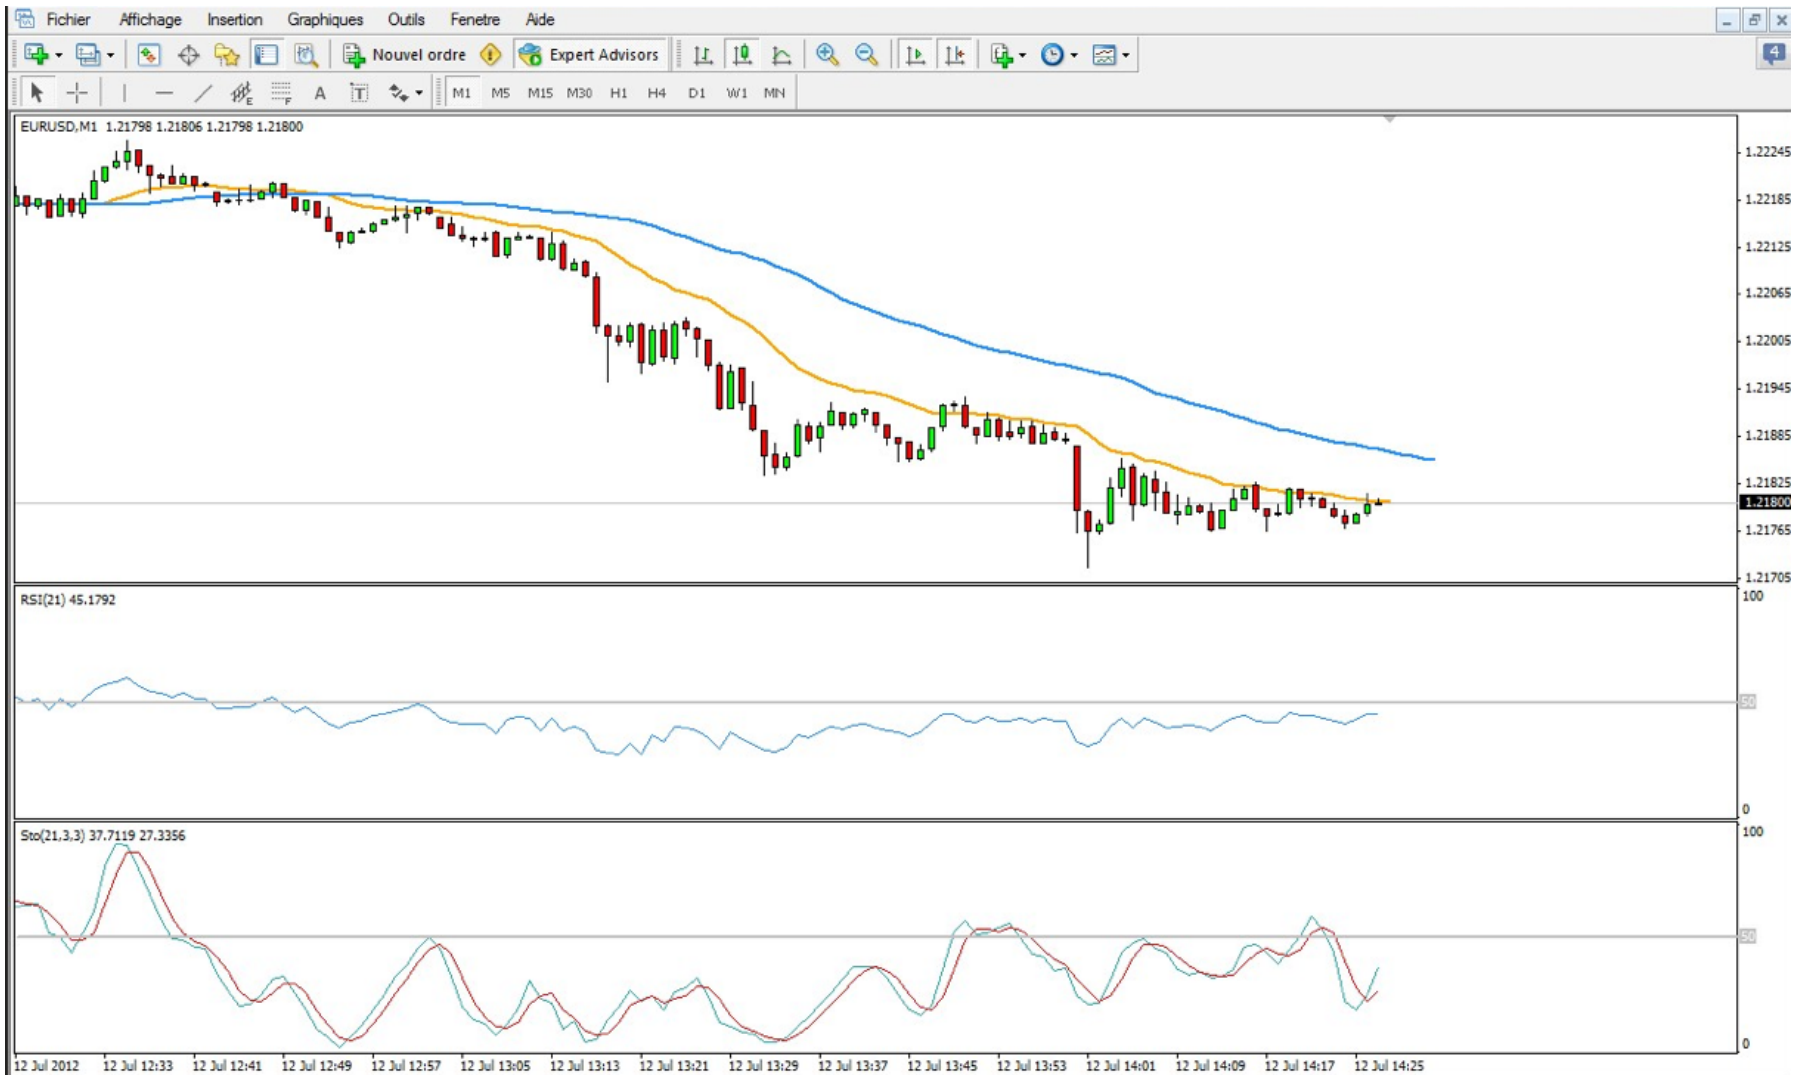 Fichier Affichage Insertion Graphiques Outils Fenetre Aide
Nouvel ordre Expert Advisors 4
E F A T M1 M5 M15 M30 H1 H4 D1 W1 MN
EURUSD,M1 1.21798 1.21806 1.21798 1.21800
1.22245
1.22185
1.22125
1.22065
1.22005
1.21945
1.21885
1.21825
1.21800
1.21765
1.21705
RSI(21) 45.1792
100
50
0
Sto(21,3,3) 37.7119 27.3356
100
50
0
12 Jul 2012 12 Jul 12:33 12 Jul 12:41 12 Jul 12:49 12 Jul 12:57 12 Jul 13:05 12 Jul 13:13 12 Jul 13:21 12 Jul 13:29 12 Jul 13:37 12 Jul 13:45 12 Jul 13:53 12 Jul 14:01 12 Jul 14:09 12 Jul 14:17 12 Jul 14:25